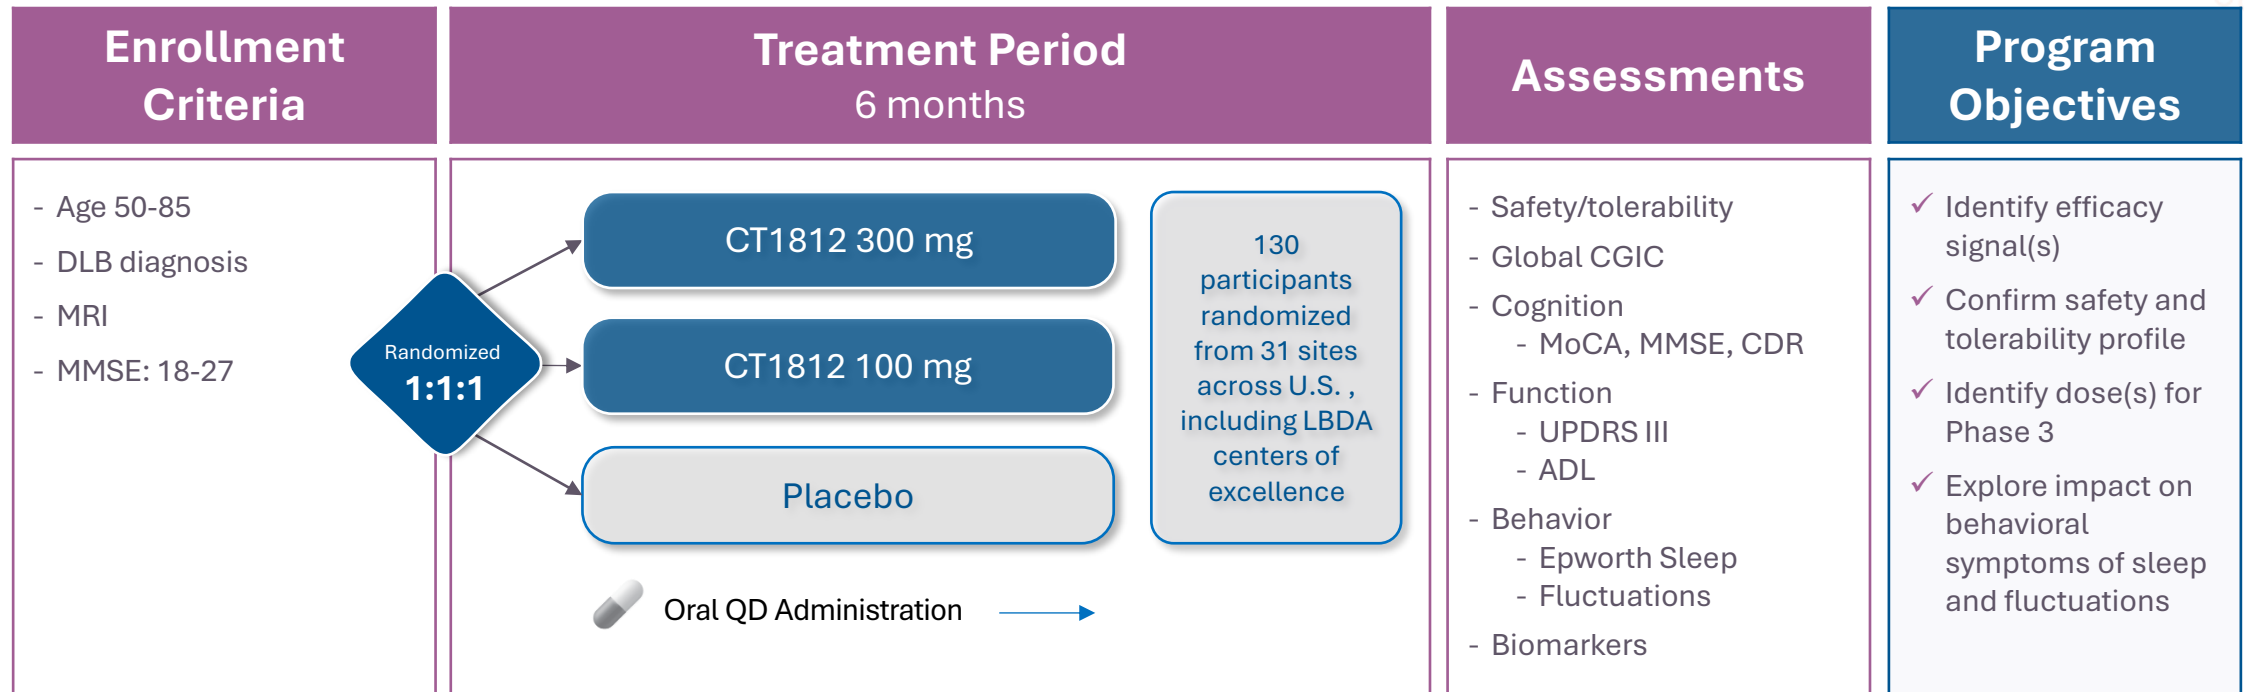 Enrollment
Criteria
- Age 50-85
- DLB diagnosis
- MRI
- MMSE: 18-27
Treatment Period
6 months
Randomized
1:1:1
CT1812 300 mg
CT1812 100 mg
Placebo
Oral QD Administration
130
participants
randomized
from 31 sites
across U.S. ,
including LBDA
centers of
excellence
Assessments
- Safety/tolerability
- Global CGIC
- Cognition
- MoCA, MMSE, CDR
- Function
- UPDRS III
- ADL
- Behavior
- Epworth Sleep
- Fluctuations
- Biomarkers
Program
Objectives
✓ Identify efficacy
signal(s)
✓ Confirm safety and
tolerability profile
✓ Identify dose(s) for
Phase 3
✓ Explore impact on
behavioral
symptoms of sleep
and fluctuations